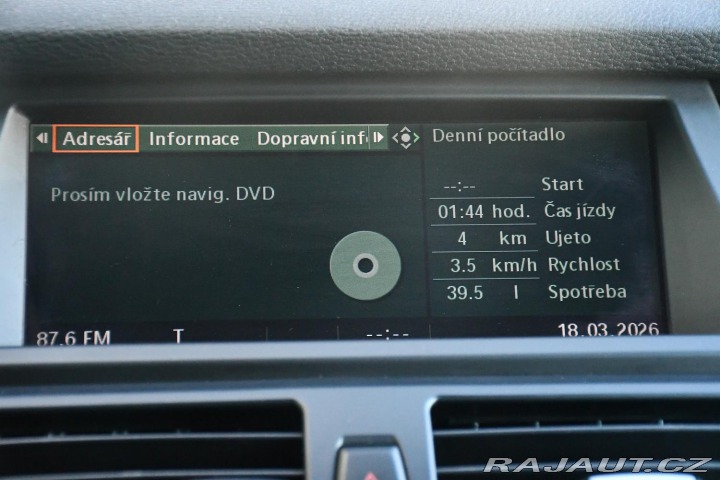 Adresář Informace Dopravní inf
Prosím vložte navig. DVD
Denní počítadlo
--:-- Start
01:44 hod. Čas jízdy
4 km Ujeto
3.5 km/h Rychlost
39.5 l Spotřeba
87.6 FM T --:-- 18.03.2026
RAJAUT.CZ